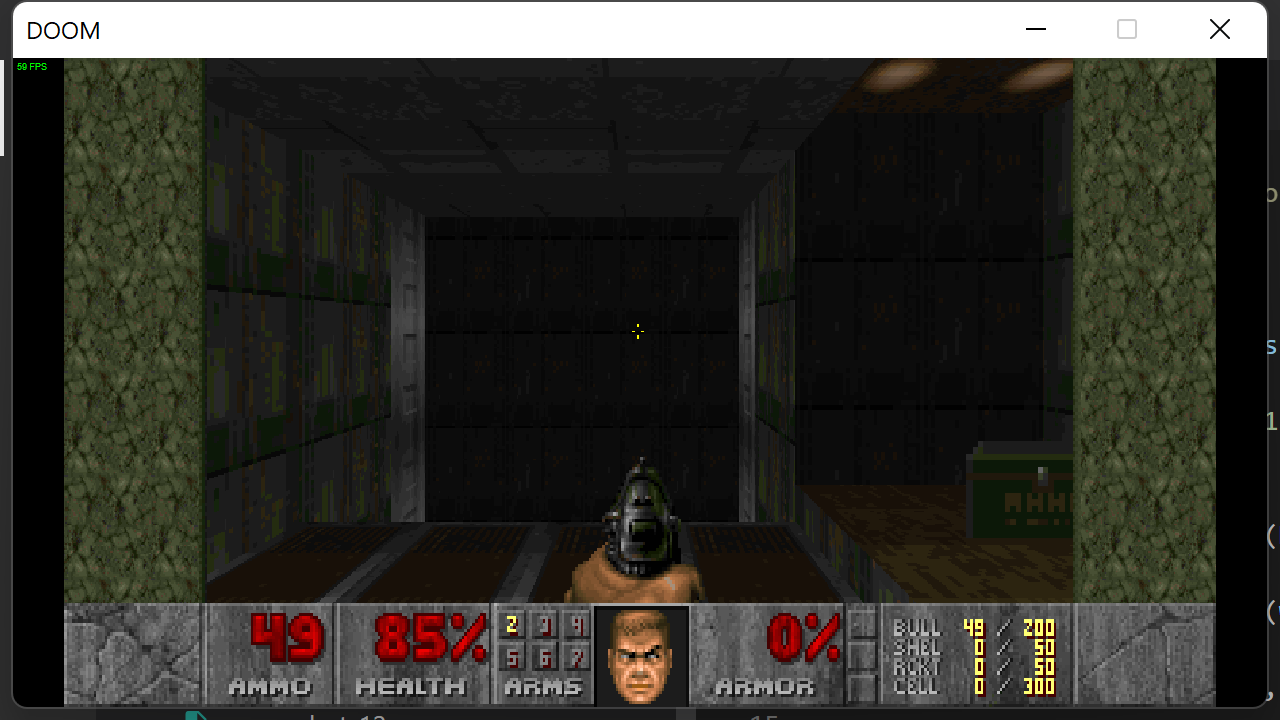 DOOM
59 FPS
49 85% 2 3 4 0% BULL 49 / 200
SHEL 0 / 50
5 6 7 RCKT 0 / 50
AMMO HEALTH ARMS ARMOR CELL 0 / 300